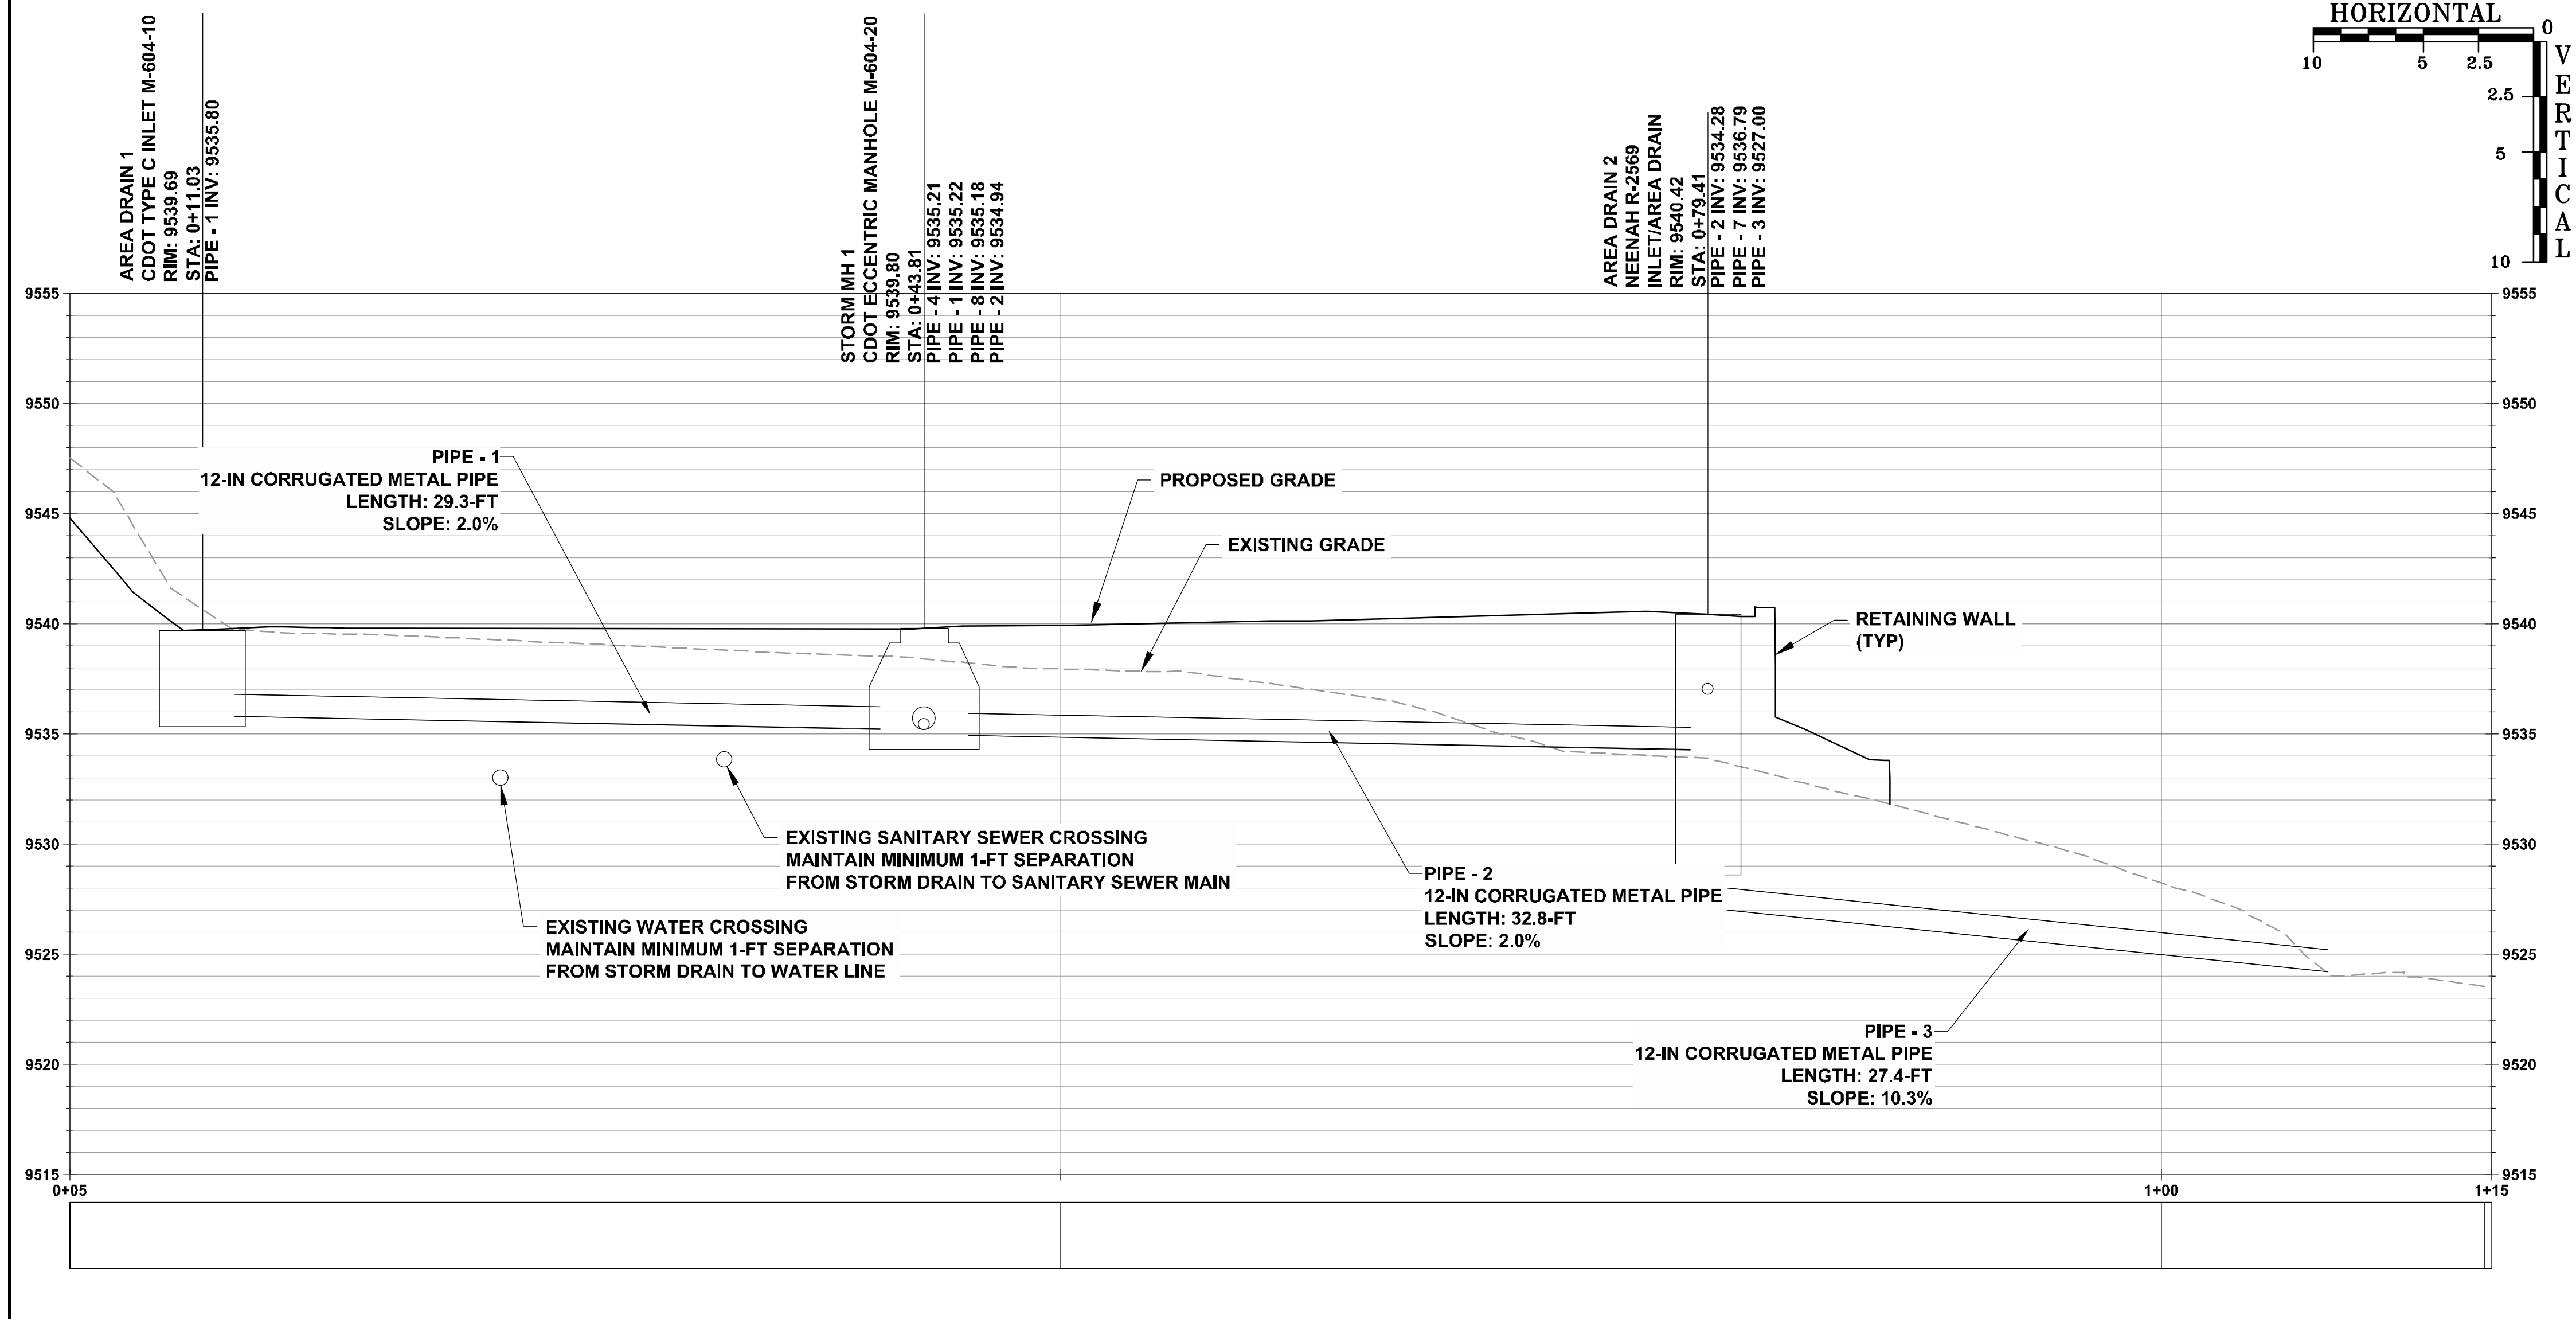 HORIZONTAL
0
10
5
2.5
VERTICAL
2.5
5
10
AREA DRAIN 1
CDOT TYPE C INLET M-604-10
RIM: 9539.69
STA: 0+11.03
PIPE - 1 INV: 9535.80
STORM MH 1
CDOT ECCENTRIC MANHOLE M-604-20
RIM: 9539.80
STA: 0+43.81
PIPE - 4 INV: 9535.21
PIPE - 1 INV: 9535.22
PIPE - 8 INV: 9535.18
PIPE - 2 INV: 9534.94
AREA DRAIN 2
NEENAH R-2569
INLET/AREA DRAIN
RIM: 9540.42
STA: 0+79.41
PIPE - 2 INV: 9534.28
PIPE - 7 INV: 9536.79
PIPE - 3 INV: 9527.00
9555
9555
9550
9550
PIPE - 1
12-IN CORRUGATED METAL PIPE
LENGTH: 29.3-FT
SLOPE: 2.0%
PROPOSED GRADE
EXISTING GRADE
9545
9545
9540
9540
RETAINING WALL
(TYP)
9535
9535
EXISTING SANITARY SEWER CROSSING
MAINTAIN MINIMUM 1-FT SEPARATION
FROM STORM DRAIN TO SANITARY SEWER MAIN
9530
9530
PIPE - 2
12-IN CORRUGATED METAL PIPE
LENGTH: 32.8-FT
SLOPE: 2.0%
EXISTING WATER CROSSING
MAINTAIN MINIMUM 1-FT SEPARATION
FROM STORM DRAIN TO WATER LINE
9525
9525
PIPE - 3
12-IN CORRUGATED METAL PIPE
LENGTH: 27.4-FT
SLOPE: 10.3%
9520
9520
9515
9515
0+05
1+00
1+15